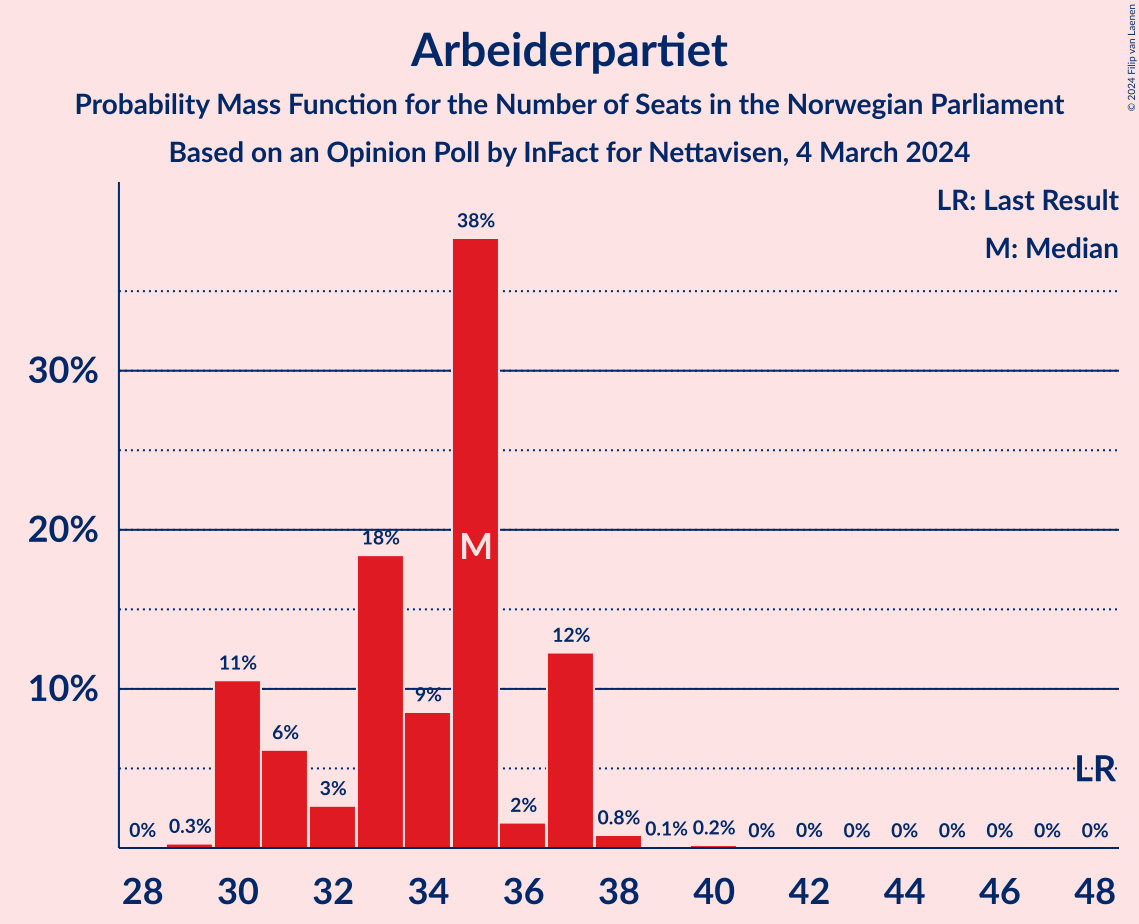 Arbeiderpartiet
Probability Mass Function for the Number of Seats in the Norwegian Parliament
Based on an Opinion Poll by InFact for Nettavisen, 4 March 2024
© 2024 Filip van Laenen
LR: Last Result
M: Median
30%
20%
10%
0%
0.3%
11%
6%
3%
18%
9%
38%
M
2%
12%
0.8%
0.1%
0.2%
0%
0%
0%
0%
0%
0%
0%
0%
LR
28 30 32 34 36 38 40 42 44 46 48